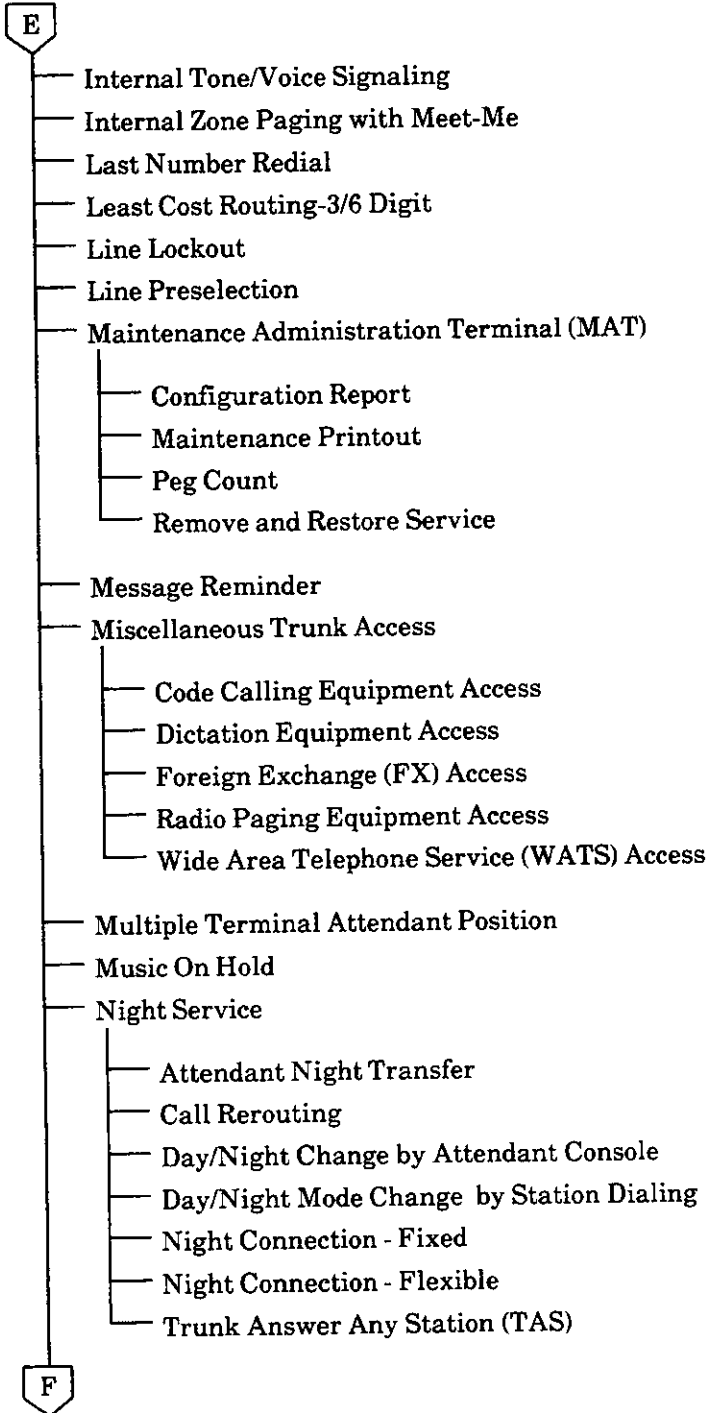 E
Internal Tone/Voice Signaling
Internal Zone Paging with Meet-Me
Last Number Redial
Least Cost Routing-3/6 Digit
Line Lockout
Line Preselection
Maintenance Administration Terminal (MAT)
Configuration Report
Maintenance Printout
Peg Count
Remove and Restore Service
Message Reminder
Miscellaneous Trunk Access
Code Calling Equipment Access
Dictation Equipment Access
Foreign Exchange (FX) Access
Radio Paging Equipment Access
Wide Area Telephone Service (WATS) Access
Multiple Terminal Attendant Position
Music On Hold
Night Service
Attendant Night Transfer
Call Rerouting
Day/Night Change by Attendant Console
Day/Night Mode Change by Station Dialing
Night Connection - Fixed
Night Connection - Flexible
Trunk Answer Any Station (TAS)
F